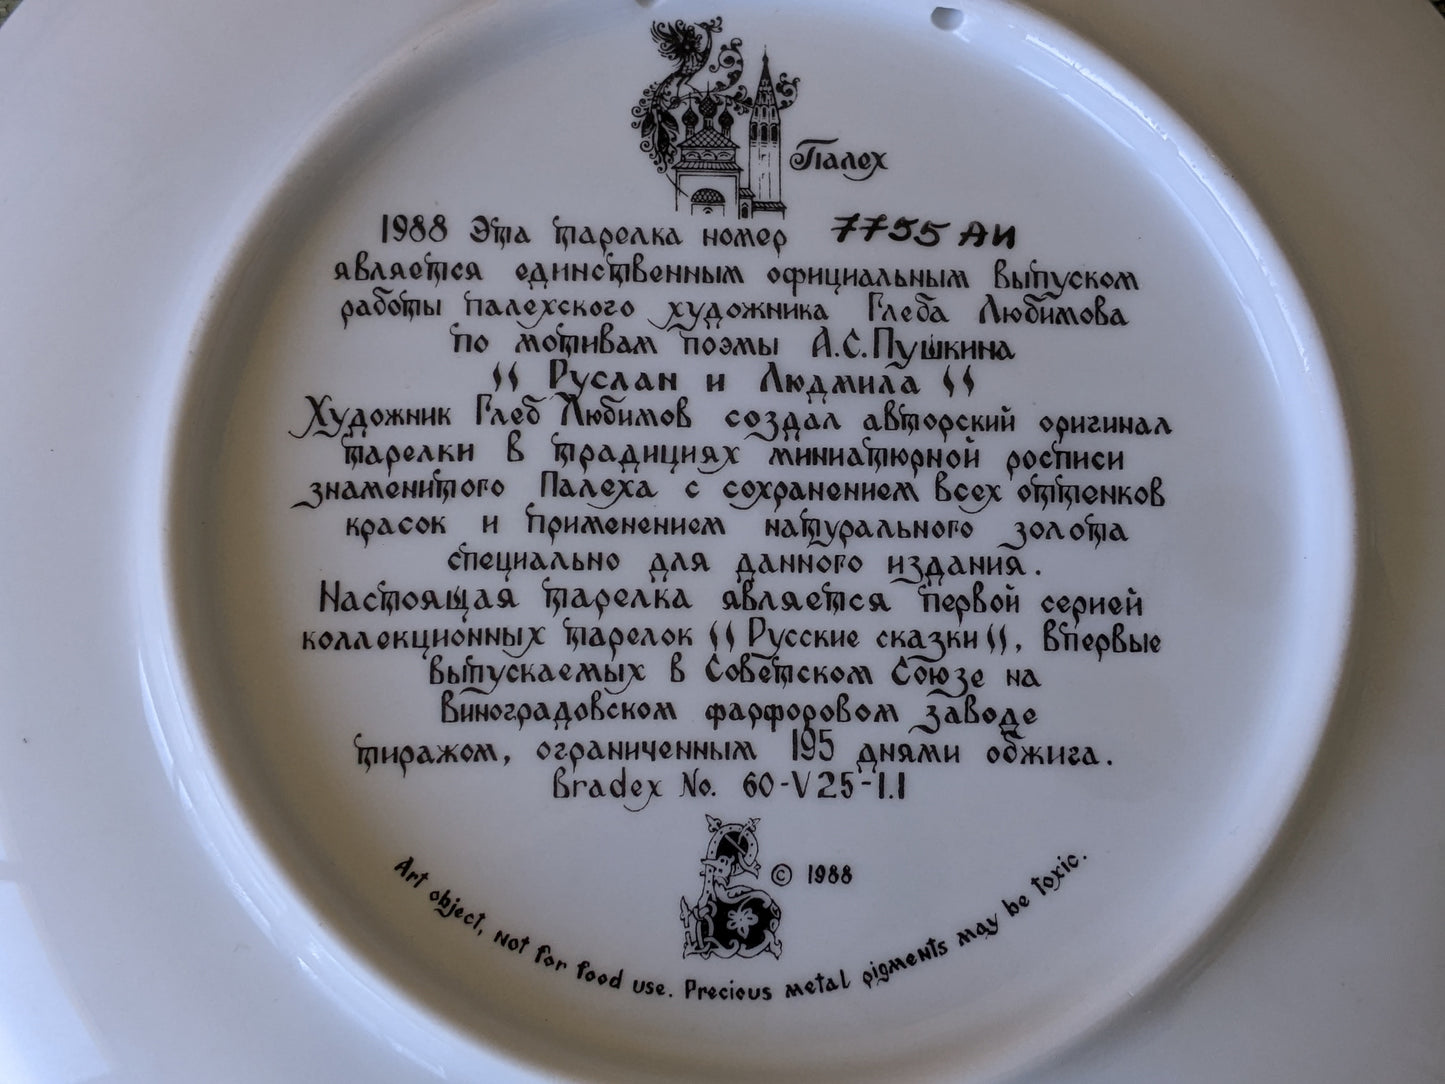 Палех
1988 Эта тарелка номер 7755 АИ
является единственным официальным выпуском
работы палехского художника Глеба Любимова
по мотивам поэмы А.С.Пушкина
"Руслан и Людмила"
Художник Глеб Любимов создал авторский оригинал
тарелки в традициях миниатюрной росписи
знаменитого Палеха с сохранением всех оттенков
красок и применением натурального золота
специально для данного издания.
Настоящая тарелка является первой серией
коллекционных тарелок "Русские сказки", впервые
выпускаемых в Советском Союзе на
Виноградовском фарфоровом заводе
тиражом, ограниченным 195 днями обжига.
Bradex No. 60-V25-1.1
© 1988
Art object, not for food use. Precious metal pigments may be toxic.